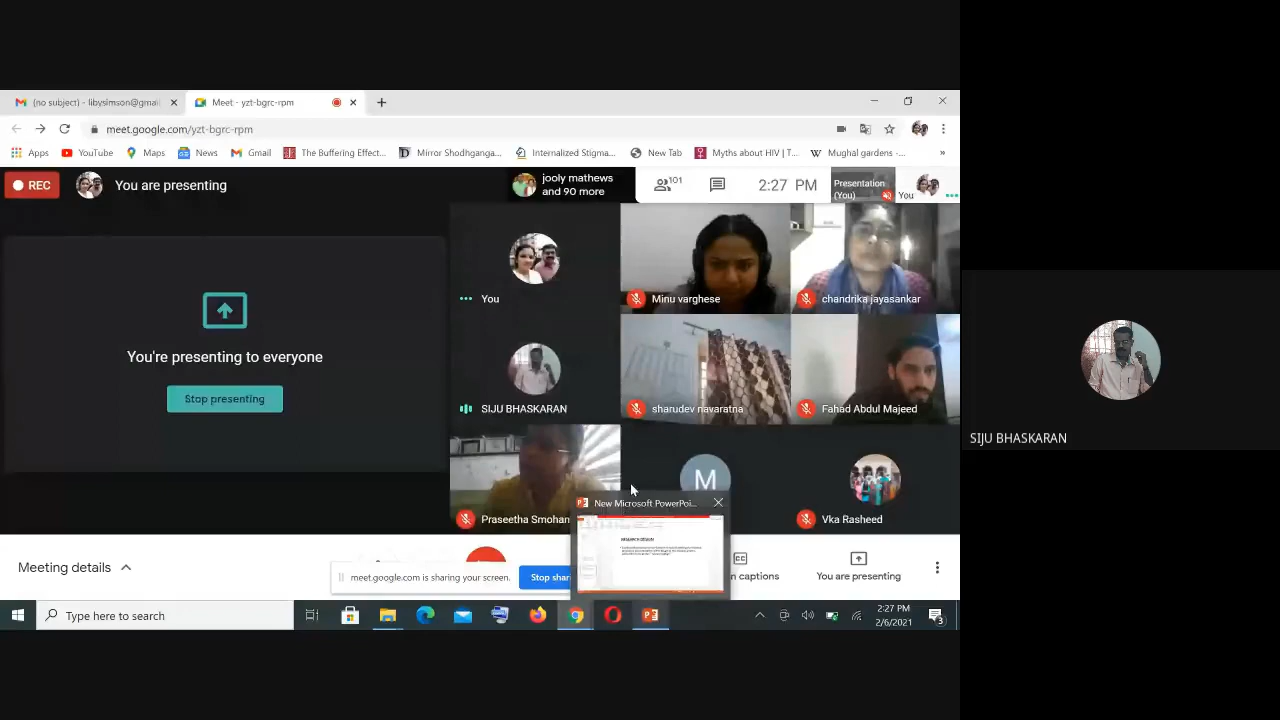 (no subject) - libysimson@gmai
Meet - yzt-bgrc-rpm
meet.google.com/yzt-bgrc-rpm
Apps YouTube Maps News Gmail The Buffering Effect... Mirror Shodhganga... Internalized Stigma... New Tab Myths about HIV | T... Mughal gardens -... »
REC
You are presenting
jooly mathews
and 90 more
101
2:27 PM
Presentation
(You)
You
You
Minu varghese
chandrika jayasankar
You're presenting to everyone
Stop presenting
SIJU BHASKARAN
sharudev navaratna
Fahad Abdul Majeed
M
Praseetha Smohan
Vka Rasheed
New Microsoft PowerPoi...
RESEARCH DESIGN
Meeting details
meet.google.com is sharing your screen.
Stop shar
n captions
You are presenting
Type here to search
2:27 PM
2/6/2021
3
SIJU BHASKARAN